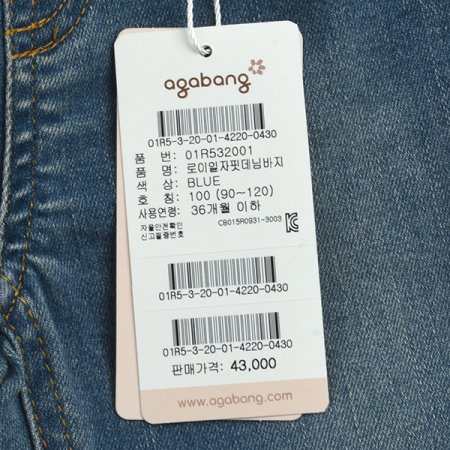 agabang
01R5-3-20-01-4220-0430
품 번: 01R532001
품 명: 로이일자핏데님바지
색 상: BLUE
호 칭: 100 (90~120)
사용연령: 36개월 이하
자율안전확인
신고필증번호 CB015R0931-3003
01R5-3-20-01-4220-0430
01R5-3-20-01-4220-0430
판매가격: 43,000
www.agabang.com